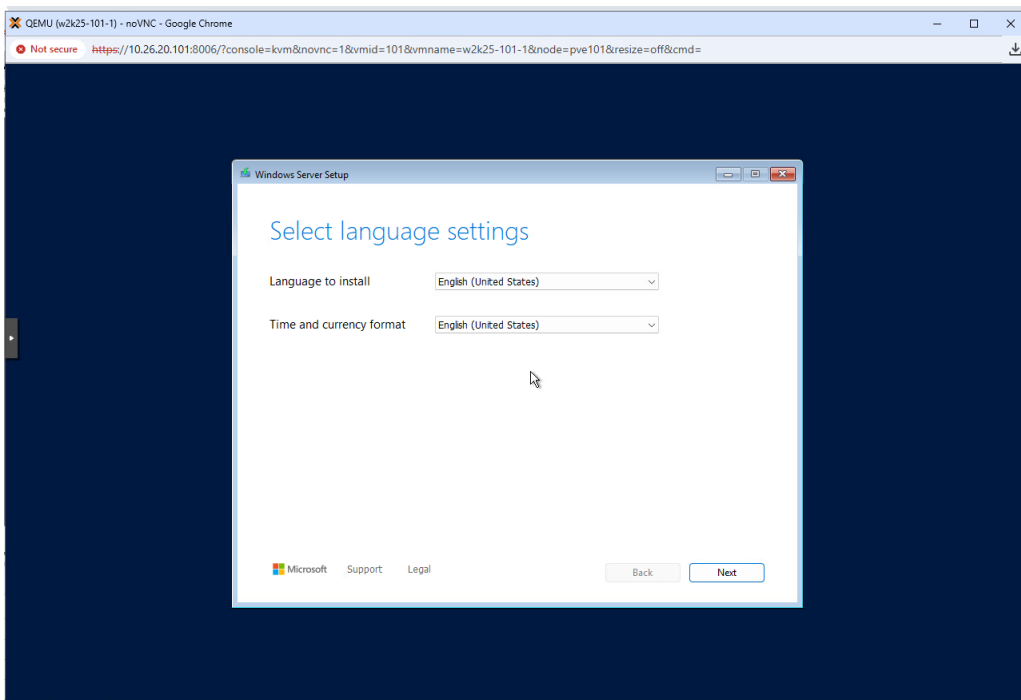 QEMU (w2k25-101-1) - noVNC - Google Chrome
Not secure https://10.26.20.101:8006/?console=kvm&novnc=1&vmid=101&vmname=w2k25-101-1&node=pve101&resize=off&cmd=
Windows Server Setup
Select language settings
Language to install English (United States)
Time and currency format English (United States)
Microsoft Support Legal Back Next